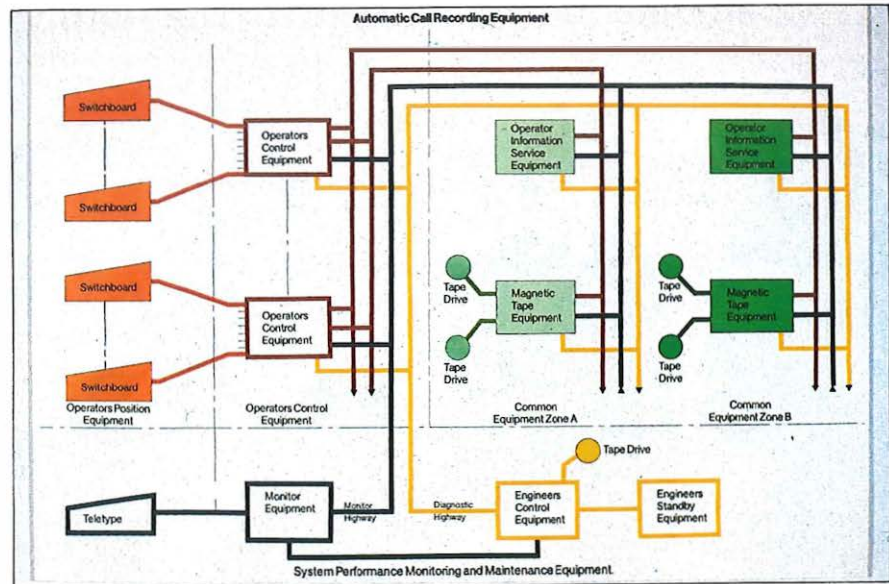 Automatic Call Recording Equipment
Switchboard
Switchboard
Switchboard
Switchboard
Operators Position
Equipment
Operators
Control
Equipment
Operators
Control
Equipment
Operators Control
Equipment
Operator
Information
Service
Equipment
Tape
Drive
Tape
Drive
Magnetic
Tape
Equipment
Common
Equipment Zone A
Operator
Information
Service
Equipment
Tape
Drive
Tape
Drive
Magnetic
Tape
Equipment
Common
Equipment Zone B
Teletype
Monitor
Equipment
Monitor
Highway
Diagnostic
Highway
Tape Drive
Engineers
Control
Equipment
Engineers
Standby
Equipment
System Performance Monitoring and Maintenance Equipment.